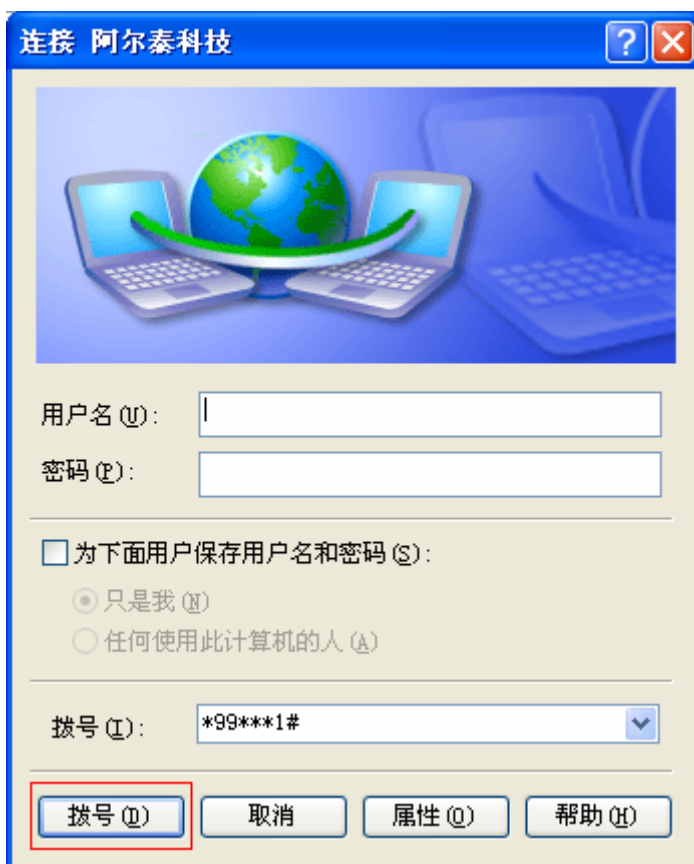 连接 阿尔泰科技
用户名(U):
密码(P):
为下面用户保存用户名和密码(S):
只是我(N)
任何使用此计算机的人(A)
拨号(I): *99***1#
拨号(D) 取消 属性(O) 帮助(H)